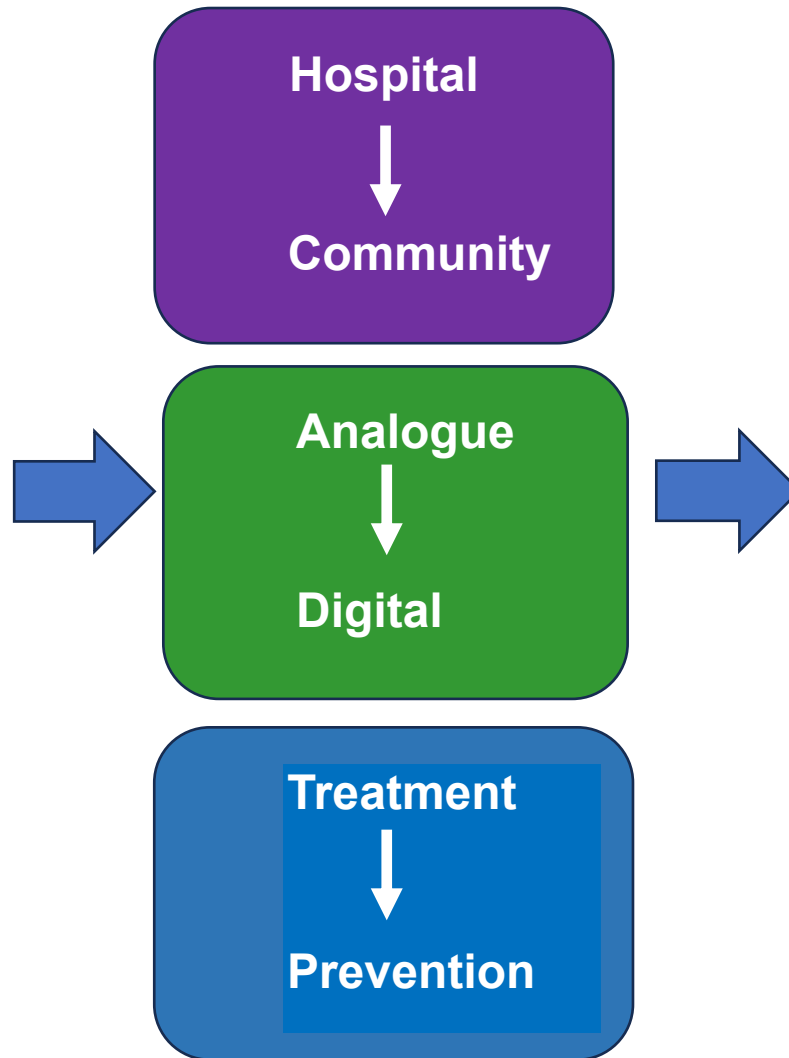 Hospital
Community
Analogue
Digital
Treatment
Prevention